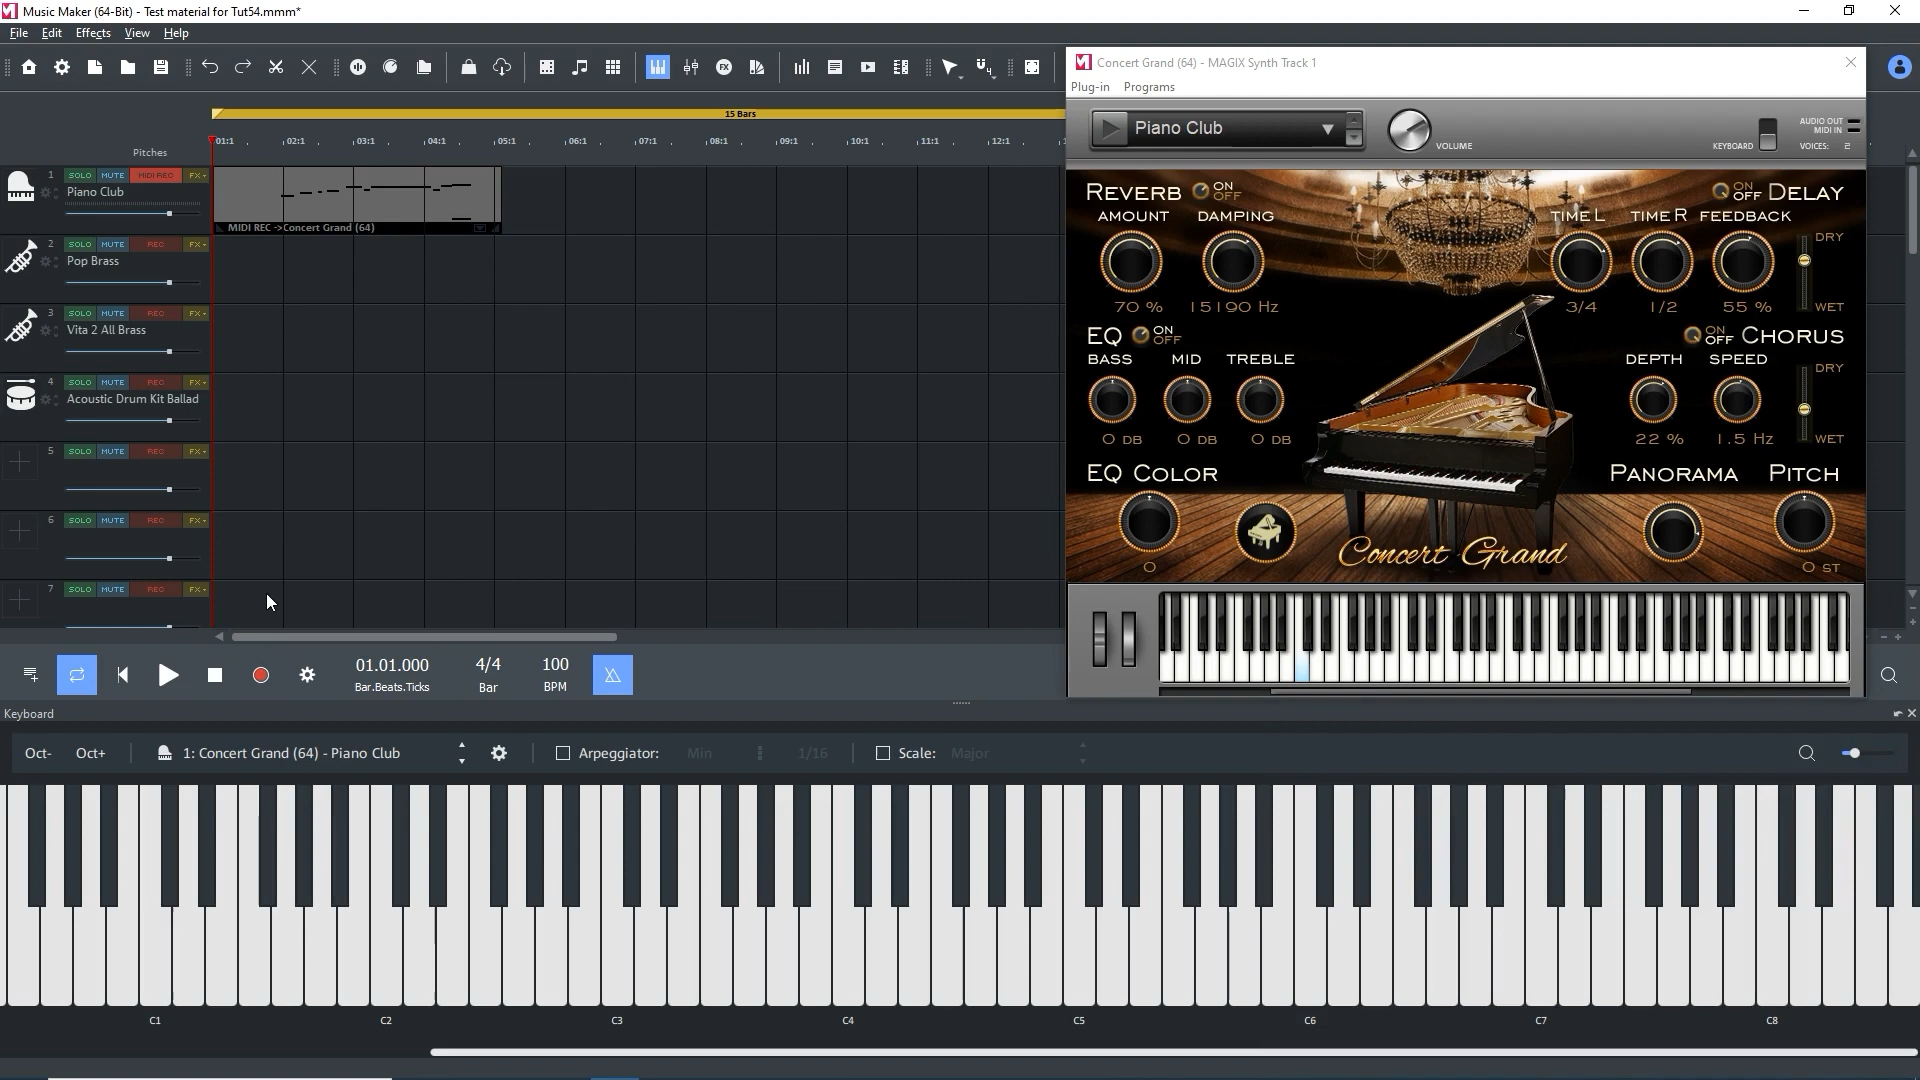 Music Maker (64-Bit) - Test material for Tut54.mmm*
File Edit Effects View Help
15 Bars
01:1 02:1 03:1 04:1 05:1 06:1 07:1 08:1 09:1 10:1 11:1 12:1
Pitches
1 SOLO MUTE MIDI REC FX
Piano Club
MIDI REC ->Concert Grand (64)
2 SOLO MUTE REC FX
Pop Brass
3 SOLO MUTE REC FX
Vita 2 All Brass
4 SOLO MUTE REC FX
Acoustic Drum Kit Ballad
5 SOLO MUTE REC FX
6 SOLO MUTE REC FX
7 SOLO MUTE REC FX
Concert Grand (64) - MAGIX Synth Track 1
Plug-in Programs
Piano Club
VOLUME
KEYBOARD
AUDIO OUT
MIDI IN
VOICES: 2
REVERB ON OFF
AMOUNT DAMPING
70 % 15190 Hz
ON OFF DELAY
TIME L TIME R FEEDBACK
3/4 1/2 55 %
DRY
WET
EQ ON OFF
BASS MID TREBLE
0 DB 0 DB 0 DB
ON OFF CHORUS
DEPTH SPEED
22 % 1.5 Hz
DRY
WET
EQ COLOR
0
PANORAMA PITCH
0 ST
Concert Grand
01.01.000
Bar.Beats.Ticks
4/4
Bar
100
BPM
Keyboard
Oct- Oct+ 1: Concert Grand (64) - Piano Club Arpeggiator: Min 1/16 Scale: Major
C1 C2 C3 C4 C5 C6 C7 C8